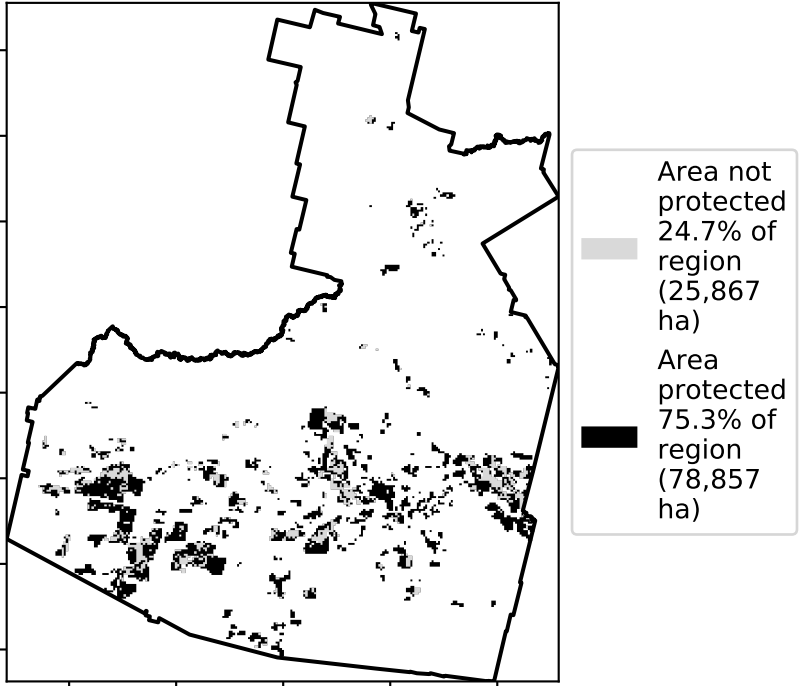 Area not
protected
24.7% of
region
(25,867
ha)
Area
protected
75.3% of
region
(78,857
ha)